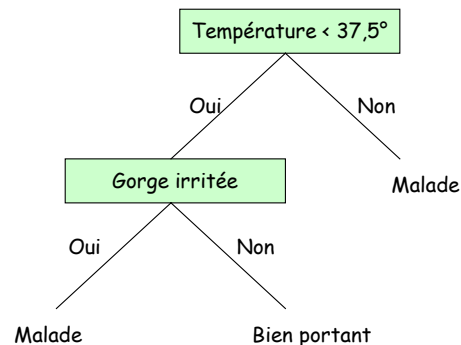 Température < 37,5°
Oui
Non
Gorge irritée
Malade
Oui
Non
Malade
Bien portant